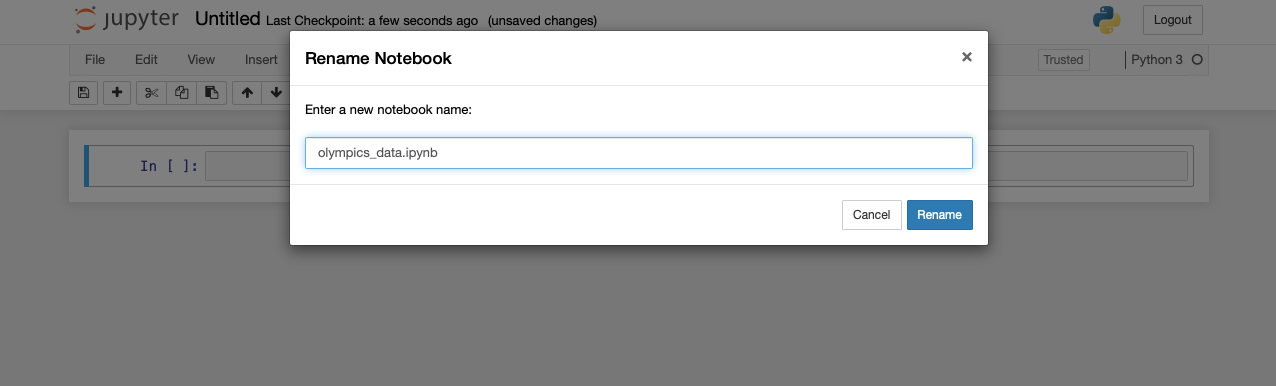 jupyter Untitled Last Checkpoint: a few seconds ago (unsaved changes) Logout
File Edit View Insert Trusted Python 3
Rename Notebook
Enter a new notebook name:
In [ ]: olympics_data.ipynb
Cancel Rename